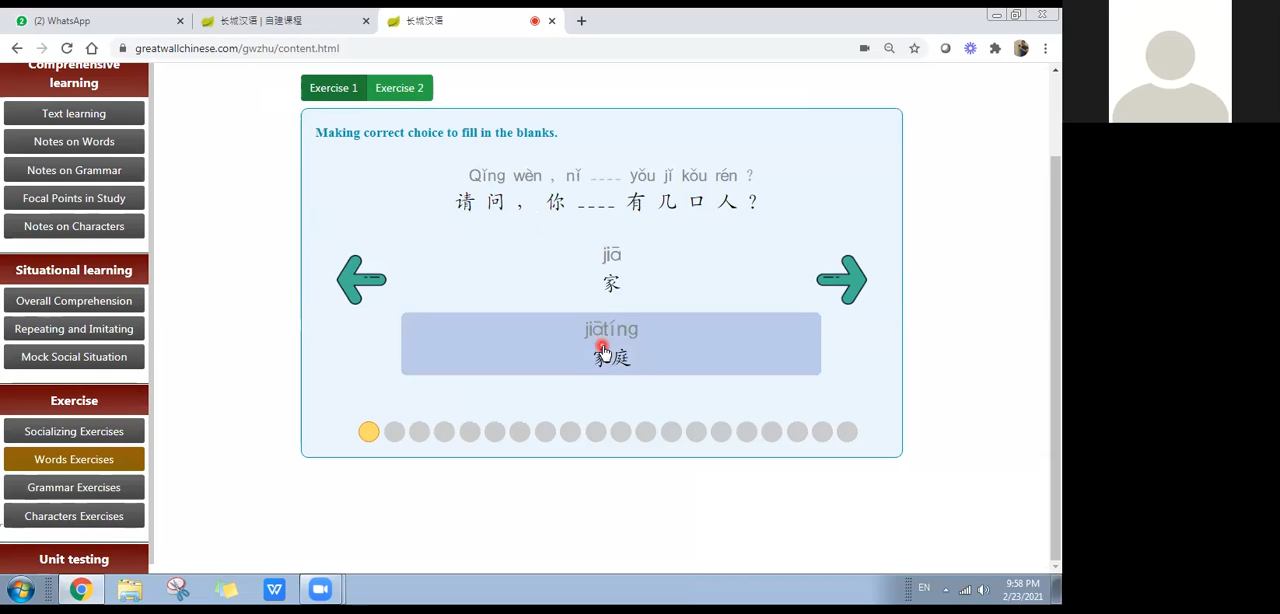 (2) WhatsApp
长城汉语 | 自建课程
长城汉语
greatwallchinese.com/gwzhu/content.html
Comprehensive
learning
Text learning
Notes on Words
Notes on Grammar
Focal Points in Study
Notes on Characters
Situational learning
Overall Comprehension
Repeating and Imitating
Mock Social Situation
Exercise
Socializing Exercises
Words Exercises
Grammar Exercises
Characters Exercises
Unit testing
Exercise 1 Exercise 2
Making correct choice to fill in the blanks.
Qǐng wèn , nǐ ____ yǒu jǐ kǒu rén ?
请 问 , 你 ____ 有 几 口 人 ?
jiā
家
jiātíng
家庭
EN
9:58 PM
2/23/2021